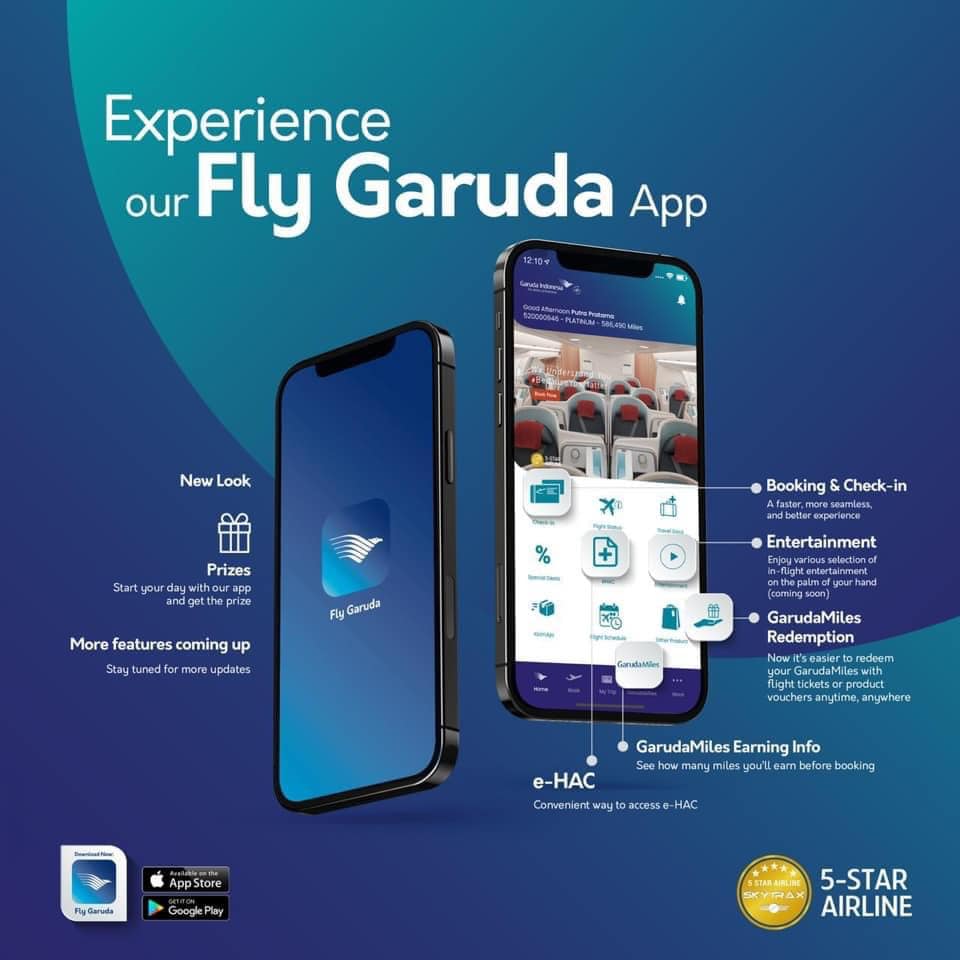 Experience
our Fly Garuda App
12:10
Garuda Indonesia
Good Afternoon Putra Pratama
520000946 - PLATINUM - 586,490 Miles
We Understand
Book Now
5-STAR
Check-in
Flight Status
Travel Docs
Special Deals
EHAC
Entertainment
KirimAja
Flight Schedule
Other Product
GarudaMiles
Home
Book
My Trip
GarudaMiles
More
Fly Garuda
New Look
Prizes
Start your day with our app
and get the prize
More features coming up
Stay tuned for more updates
Booking & Check-in
A faster, more seamless,
and better experience
Entertainment
Enjoy various selection of
in-flight entertainment
on the palm of your hand
(coming soon)
GarudaMiles
Redemption
Now it's easier to redeem
your GarudaMiles with
flight tickets or product
vouchers anytime, anywhere
GarudaMiles Earning Info
See how many miles you'll earn before booking
e-HAC
Convenient way to access e-HAC
Download Now:
Fly Garuda
Available on the
App Store
GET IT ON
Google Play
5 STAR AIRLINE
SKYTRAX
5-STAR
AIRLINE